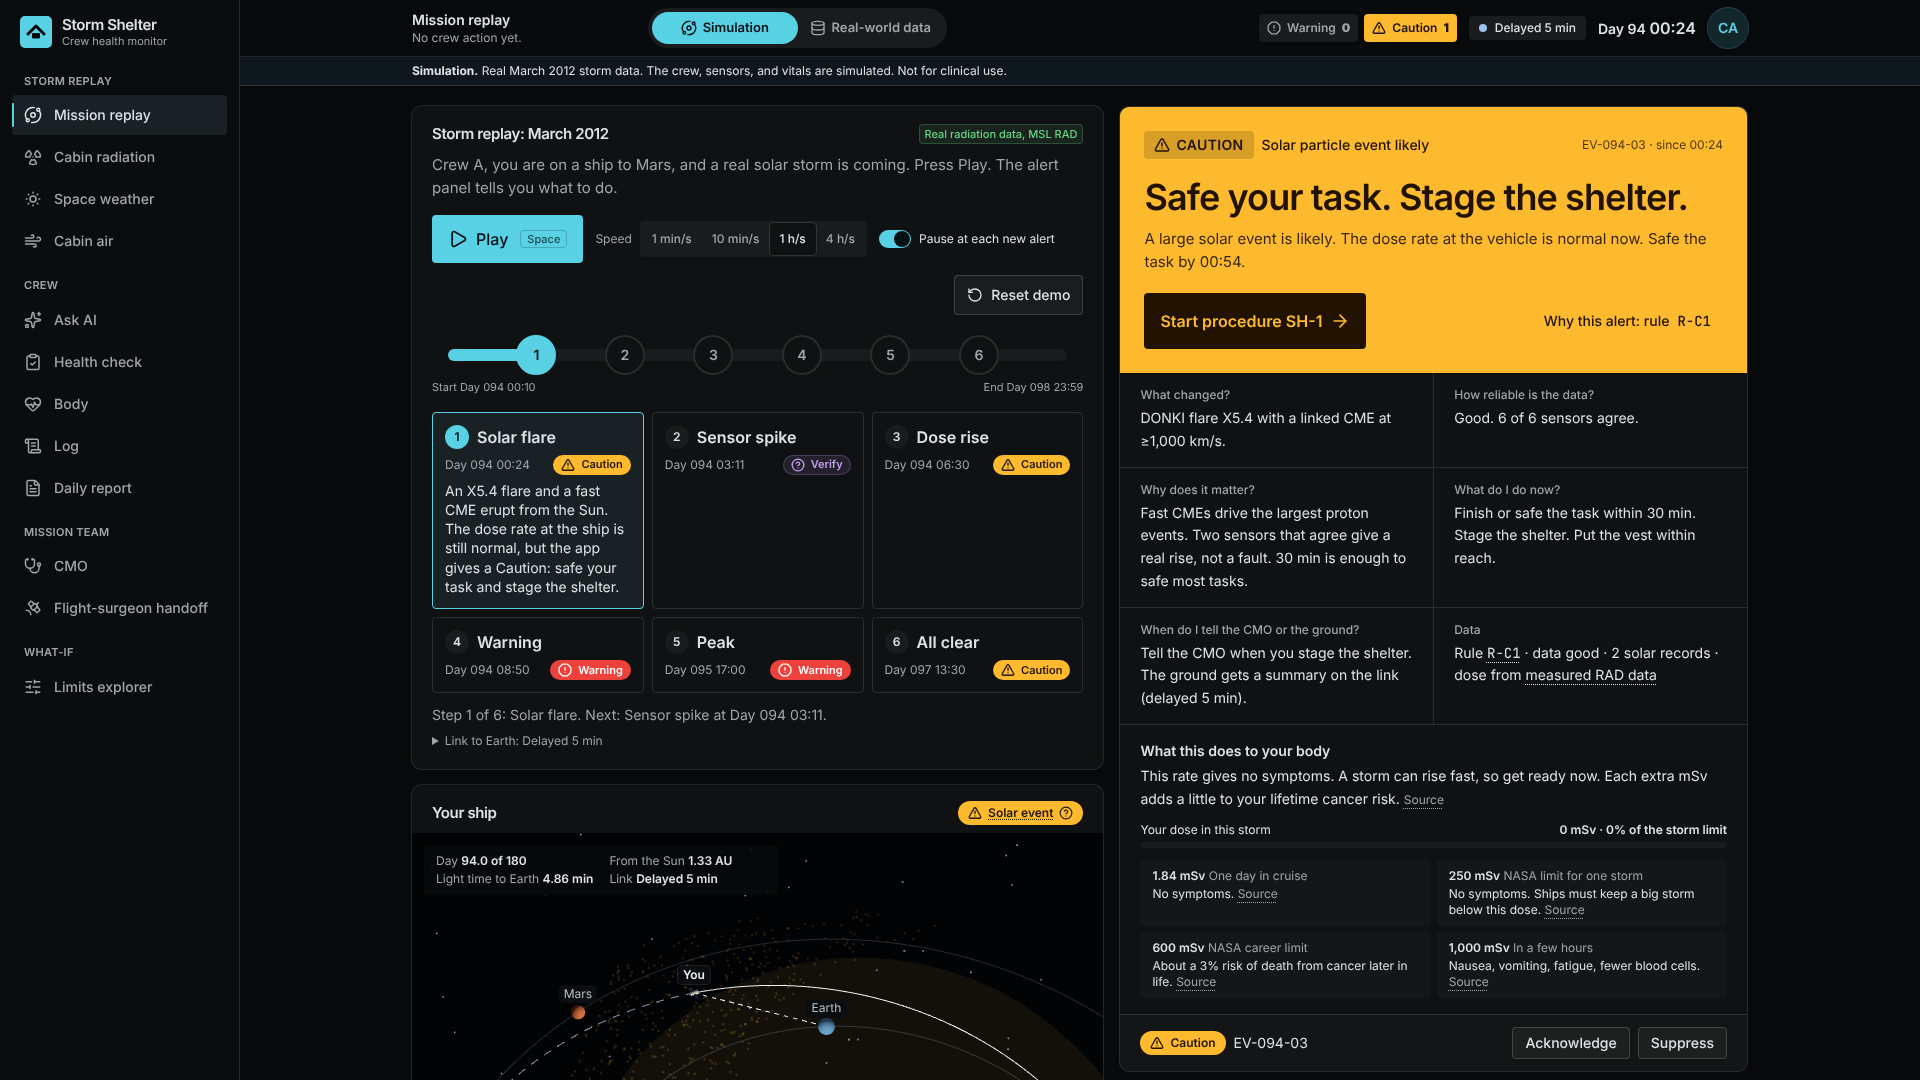 Storm Shelter
Crew health monitor
STORM REPLAY
Mission replay
Cabin radiation
Space weather
Cabin air
CREW
Ask AI
Health check
Body
Log
Daily report
MISSION TEAM
CMO
Flight-surgeon handoff
WHAT-IF
Limits explorer
Mission replay
No crew action yet.
Simulation
Real-world data
Warning 0
Caution 1
Delayed 5 min
Day 94 00:24
CA
Simulation. Real March 2012 storm data. The crew, sensors, and vitals are simulated. Not for clinical use.
Storm replay: March 2012
Real radiation data, MSL RAD
Crew A, you are on a ship to Mars, and a real solar storm is coming. Press Play. The alert
panel tells you what to do.
Play Space
Speed
1 min/s
10 min/s
1 h/s
4 h/s
Pause at each new alert
Reset demo
1
2
3
4
5
6
Start Day 094 00:10
End Day 098 23:59
1 Solar flare
Day 094 00:24
Caution
An X5.4 flare and a fast
CME erupt from the Sun.
The dose rate at the ship is
still normal, but the app
gives a Caution: safe your
task and stage the shelter.
2 Sensor spike
Day 094 03:11
Verify
3 Dose rise
Day 094 06:30
Caution
4 Warning
Day 094 08:50
Warning
5 Peak
Day 095 17:00
Warning
6 All clear
Day 097 13:30
Caution
Step 1 of 6: Solar flare. Next: Sensor spike at Day 094 03:11.
Link to Earth: Delayed 5 min
Your ship
Solar event
Day 94.0 of 180
From the Sun 1.33 AU
Light time to Earth 4.86 min
Link Delayed 5 min
You
Mars
Earth
CAUTION
Solar particle event likely
EV-094-03 · since 00:24
Safe your task. Stage the shelter.
A large solar event is likely. The dose rate at the vehicle is normal now. Safe the
task by 00:54.
Start procedure SH-1
Why this alert: rule R-C1
What changed?
DONKI flare X5.4 with a linked CME at
≥1,000 km/s.
How reliable is the data?
Good. 6 of 6 sensors agree.
Why does it matter?
Fast CMEs drive the largest proton
events. Two sensors that agree give a
real rise, not a fault. 30 min is enough to
safe most tasks.
What do I do now?
Finish or safe the task within 30 min.
Stage the shelter. Put the vest within
reach.
When do I tell the CMO or the ground?
Tell the CMO when you stage the shelter.
The ground gets a summary on the link
(delayed 5 min).
Data
Rule R-C1 · data good · 2 solar records ·
dose from measured RAD data
What this does to your body
This rate gives no symptoms. A storm can rise fast, so get ready now. Each extra mSv
adds a little to your lifetime cancer risk. Source
Your dose in this storm
0 mSv · 0% of the storm limit
1.84 mSv One day in cruise
No symptoms. Source
250 mSv NASA limit for one storm
No symptoms. Ships must keep a big storm
below this dose. Source
600 mSv NASA career limit
About a 3% risk of death from cancer later in
life. Source
1,000 mSv In a few hours
Nausea, vomiting, fatigue, fewer blood cells.
Source
Caution
EV-094-03
Acknowledge
Suppress